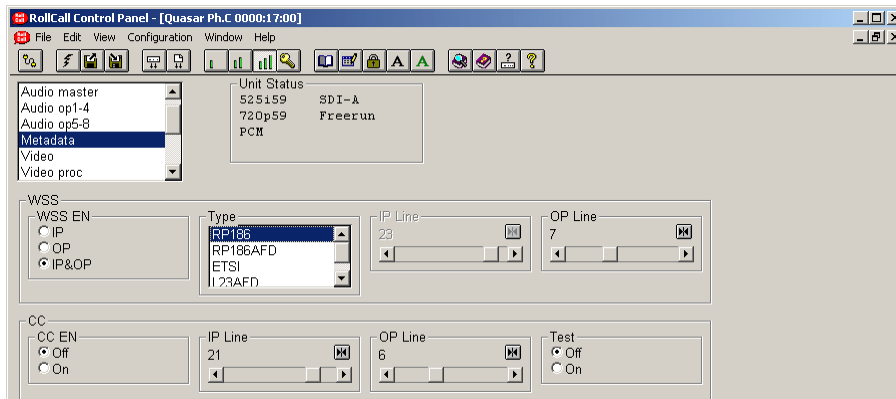 RollCall Control Panel - [Quasar Ph.C 0000:17:00]
File Edit View Configuration Window Help
Audio master
Audio op1-4
Audio op5-8
Metadata
Video
Video proc
Unit Status
525i59 SDI-A
720p59 Freerun
PCM
WSS
WSS EN
IP
OP
IP&OP
Type
RP186
RP186AFD
ETSI
L23AFD
IP Line
23
OP Line
7
CC
CC EN
Off
On
IP Line
21
OP Line
6
Test
Off
On